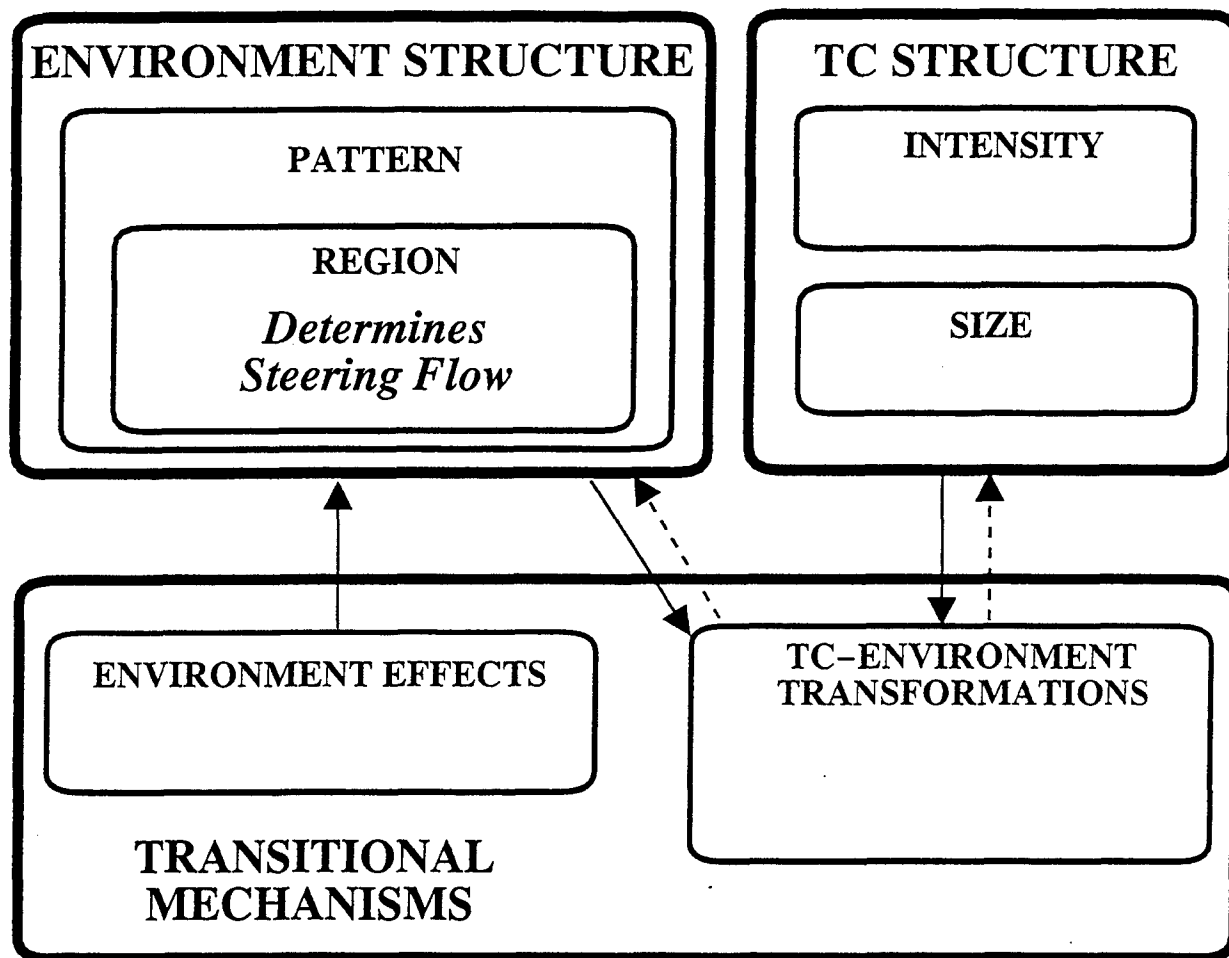 ENVIRONMENT STRUCTURE
PATTERN
REGION
Determines
Steering Flow
TC STRUCTURE
INTENSITY
SIZE
ENVIRONMENT EFFECTS
TC-ENVIRONMENT
TRANSFORMATIONS
TRANSITIONAL
MECHANISMS